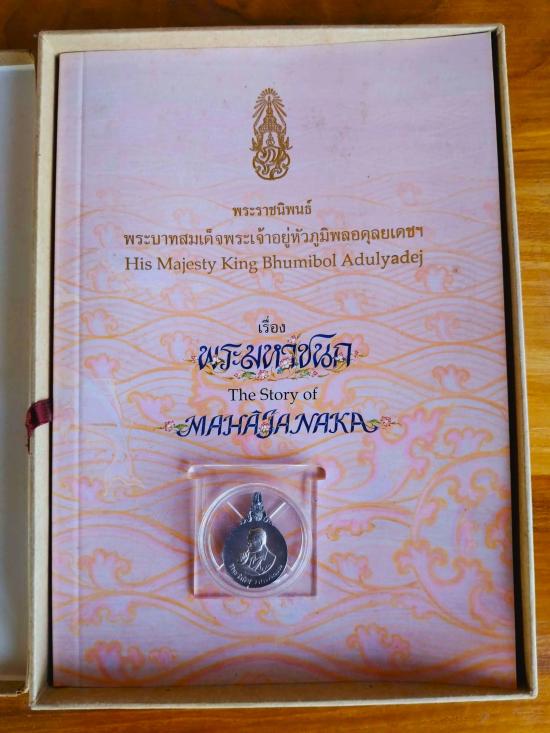 พระราชนิพนธ์
พระบาทสมเด็จพระเจ้าอยู่หัวภูมิพลอดุลยเดชฯ
His Majesty King Bhumibol Adulyadej
เรื่อง
พระมหาชนก
The Story of
MAHĀJANAKA